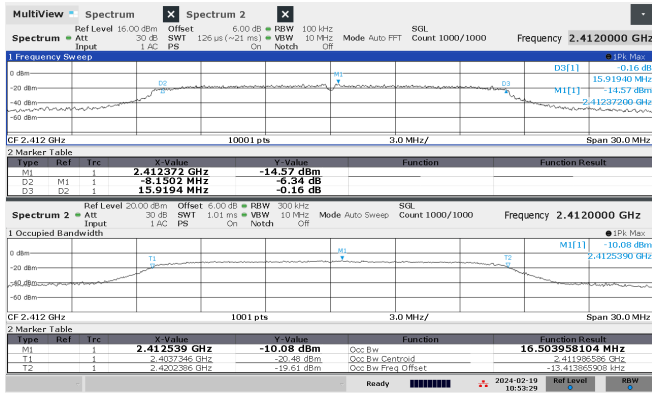 MultiView Spectrum X Spectrum 2 X
Ref Level 16.00 dBm Offset 6.00 dB RBW 100 kHz SGL
Spectrum Att 30 dB SWT 126 µs (~21 ms) VBW 10 MHz Mode Auto FFT Count 1000/1000 Frequency 2.4120000 GHz
Input 1 AC PS On Notch Off
1 Frequency Sweep 1Pk Max
D3[1] -0.16 dB
15.91940 MHz
M1[1] -14.57 dBm
2.41237200 GHz
0 dBm
M1
D2 D3
-20 dBm
-40 dBm
-60 dBm
CF 2.412 GHz 10001 pts 3.0 MHz/ Span 30.0 MHz
2 Marker Table
Type Ref Trc X-Value Y-Value Function Function Result
M1 1 2.412372 GHz -14.57 dBm
D2 M1 1 -8.1502 MHz -6.34 dB
D3 D2 1 15.9194 MHz -0.16 dB
Ref Level 20.00 dBm Offset 6.00 dB RBW 300 kHz SGL
Spectrum 2 Att 30 dB SWT 1.01 ms VBW 10 MHz Mode Auto Sweep Count 1000/1000 Frequency 2.4120000 GHz
Input 1 AC PS On Notch Off
1 Occupied Bandwidth 1Pk Max
M1[1] -10.08 dBm
2.4125390 GHz
0 dBm
M1
T1 T2
-20 dBm
-40 dBm
-60 dBm
CF 2.412 GHz 1001 pts 3.0 MHz/ Span 30.0 MHz
2 Marker Table
Type Ref Trc X-Value Y-Value Function Function Result
M1 1 2.412539 GHz -10.08 dBm Occ Bw 16.503958104 MHz
T1 1 2.4037346 GHz -20.48 dBm Occ Bw Centroid 2.411986586 GHz
T2 1 2.4202386 GHz -19.61 dBm Occ Bw Freq Offset -13.413865908 kHz
Ready 2024-02-19 Ref Level RBW
10:53:29